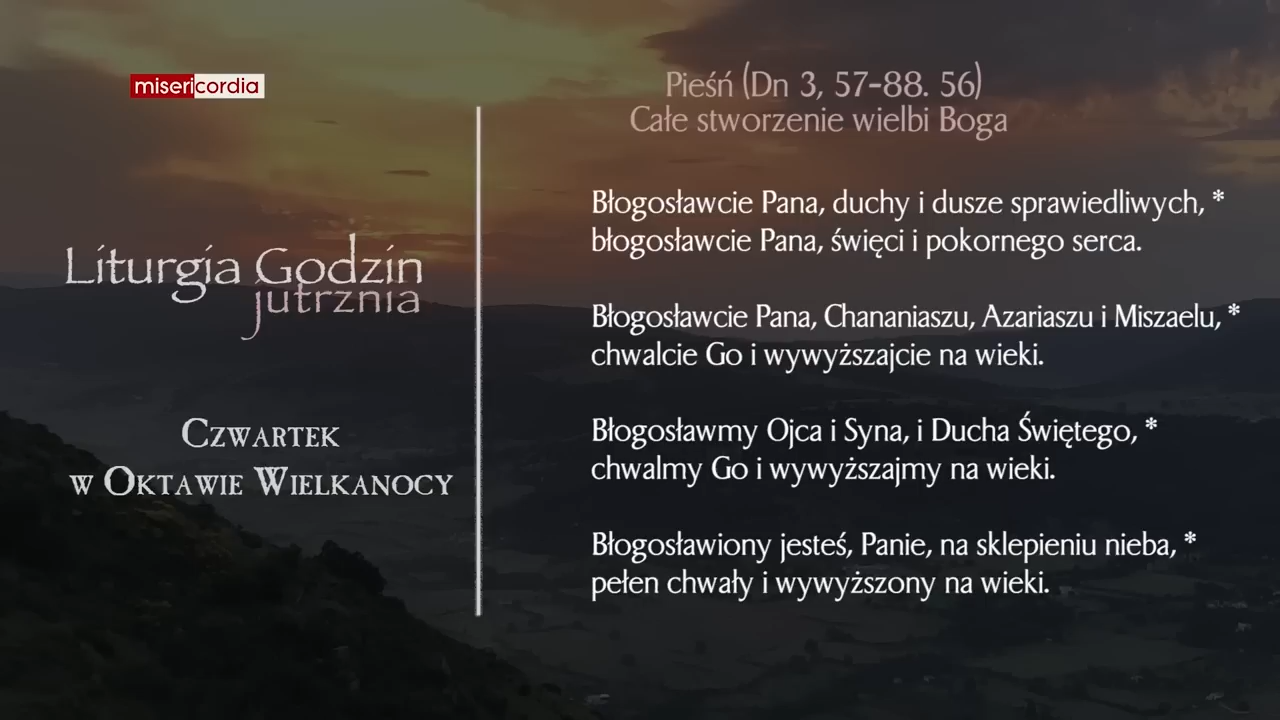 misericordia
Liturgia Godzin
jutrznia
Czwartek
w Oktawie Wielkanocy
Pieśń (Dn 3, 57-88. 56)
Całe stworzenie wielbi Boga
Błogosławcie Pana, duchy i dusze sprawiedliwych, *
błogosławcie Pana, święci i pokornego serca.
Błogosławcie Pana, Chananiaszu, Azariaszu i Miszaelu, *
chwalcie Go i wywyższajcie na wieki.
Błogosławmy Ojca i Syna, i Ducha Świętego, *
chwalmy Go i wywyższajmy na wieki.
Błogosławiony jesteś, Panie, na sklepieniu nieba, *
pełen chwały i wywyższony na wieki.